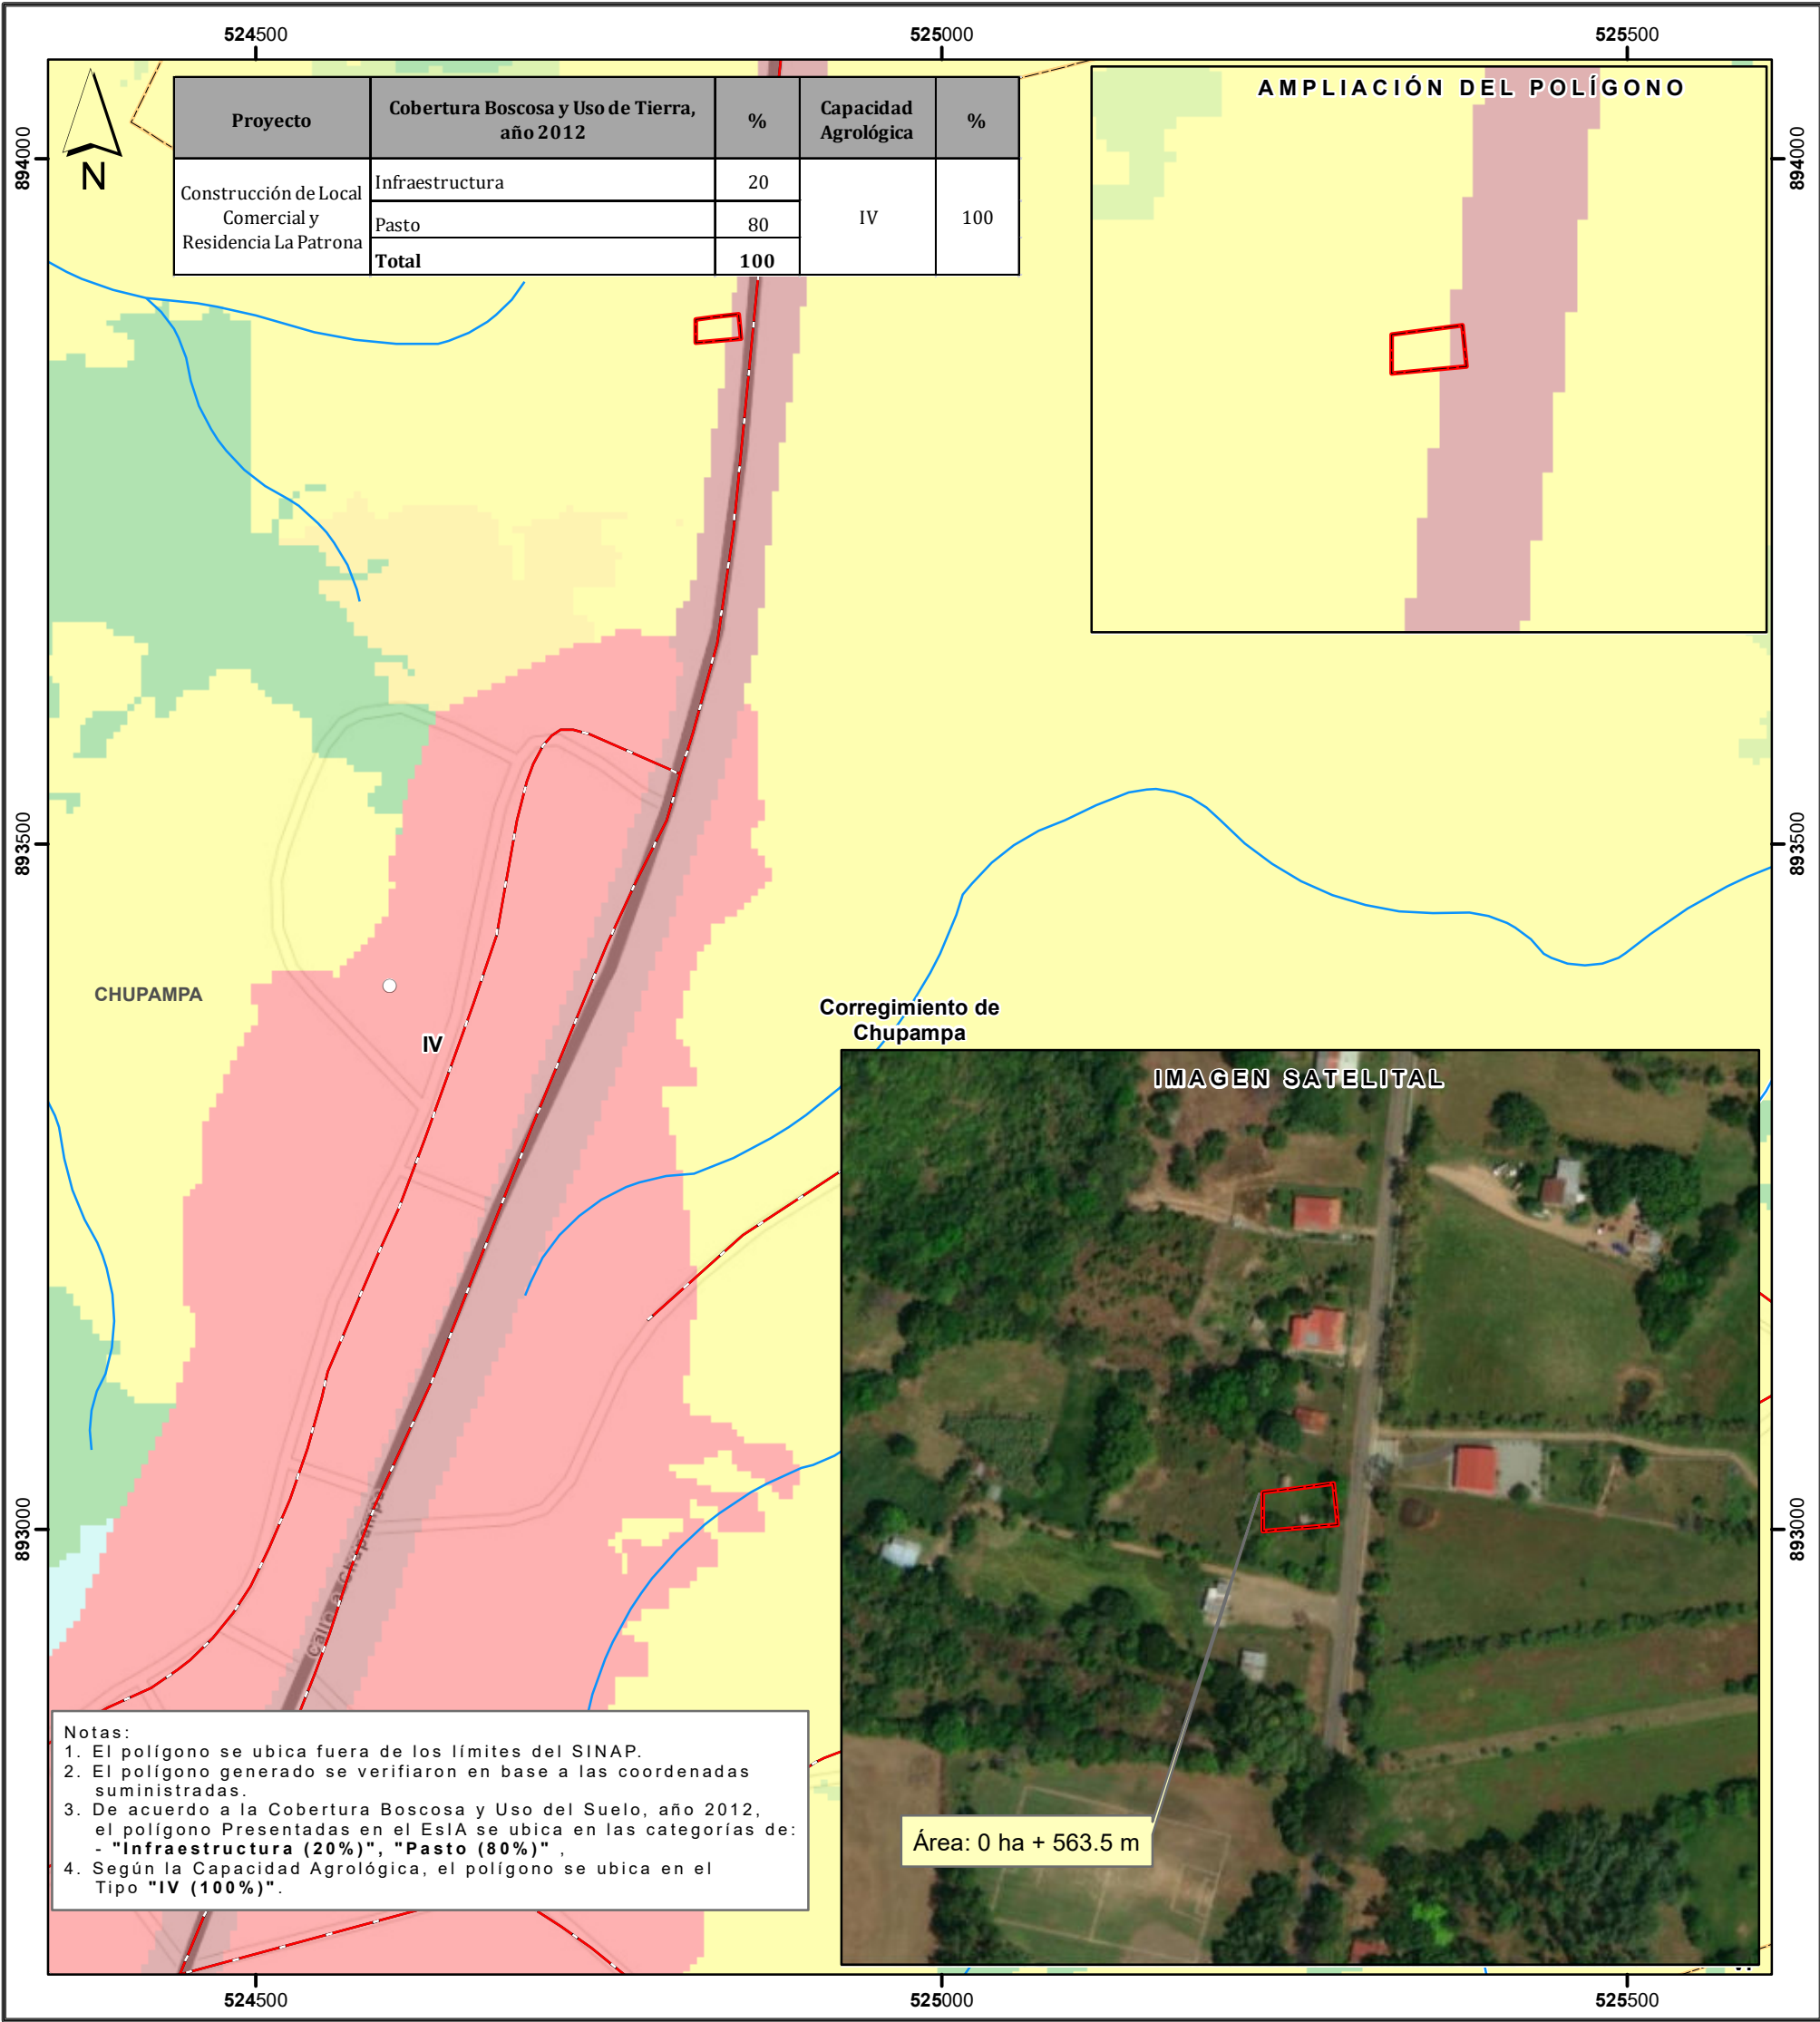 524500 525000 525500
894000 894000
N
Proyecto Cobertura Boscosa y Uso de Tierra, año 2012 % Capacidad Agrológica %
Construcción de Local Comercial y Residencia La Patrona Infraestructura 20 IV 100
Pasto 80
Total 100
AMPLIACIÓN DEL POLÍGONO
893500 893500
CHUPAMPA
IV
Corregimiento de
Chupampa
IMAGEN SATELITAL
893000 893000
Calle a Chupampa
Área: 0 ha + 563.5 m
Notas:
1. El polígono se ubica fuera de los límites del SINAP.
2. El polígono generado se verifiaron en base a las coordenadas
suministradas.
3. De acuerdo a la Cobertura Boscosa y Uso del Suelo, año 2012,
el polígono Presentadas en el EsIA se ubica en las categorías de:
- "Infraestructura (20%)", "Pasto (80%)" ,
4. Según la Capacidad Agrológica, el polígono se ubica en el
Tipo "IV (100%)".
524500 525000 525500